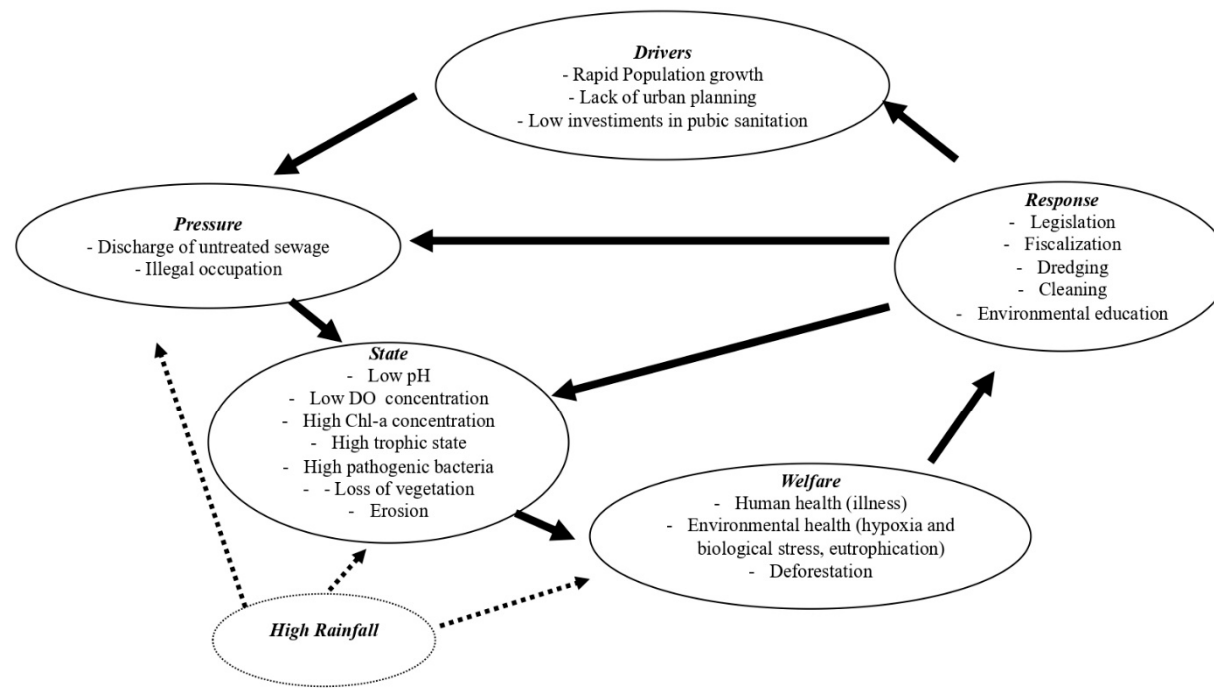 Drivers
- Rapid Population growth
- Lack of urban planning
- Low investiments in pubic sanitation
Pressure
- Discharge of untreated sewage
- Illegal occupation
Response
- Legislation
- Fiscalization
- Dredging
- Cleaning
- Environmental education
State
- Low pH
- Low DO concentration
- High Chl-a concentration
- High trophic state
- High pathogenic bacteria
- - Loss of vegetation
- Erosion
Welfare
- Human health (illness)
- Environmental health (hypoxia and
biological stress, eutrophication)
- Deforestation
High Rainfall